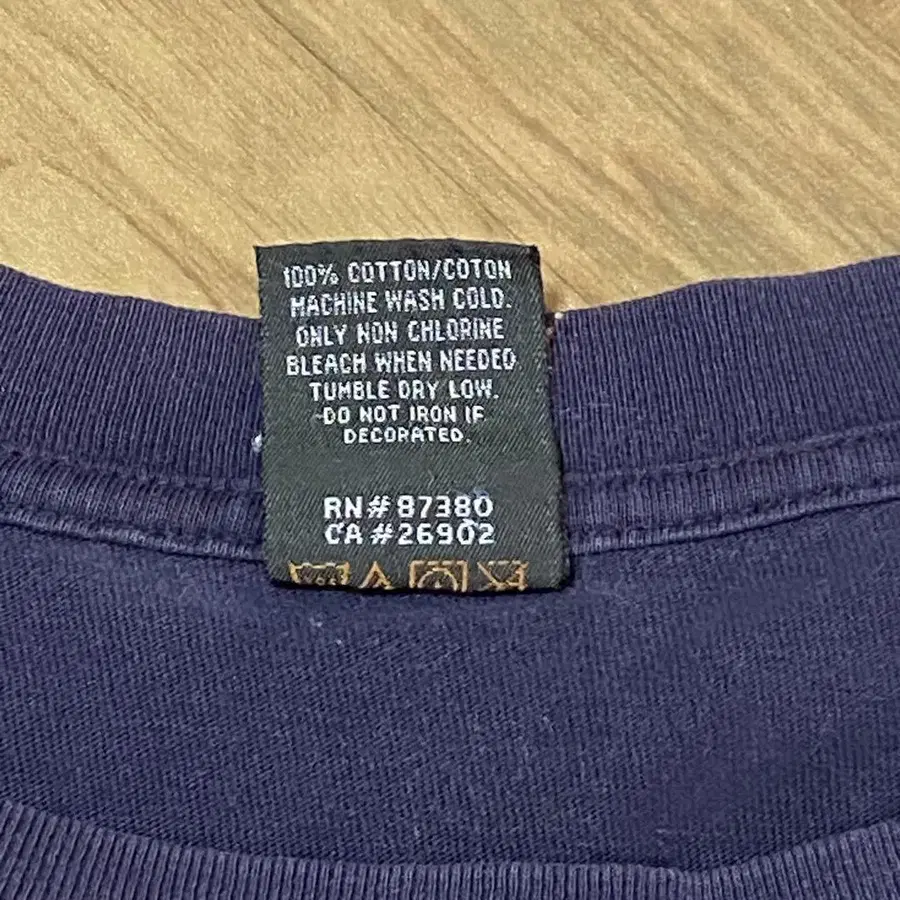 100% COTTON/COTON
MACHINE WASH COLD.
ONLY NON CHLORINE
BLEACH WHEN NEEDED
TUMBLE DRY LOW.
DO NOT IRON IF
DECORATED.
RN# 87380
CA #26902